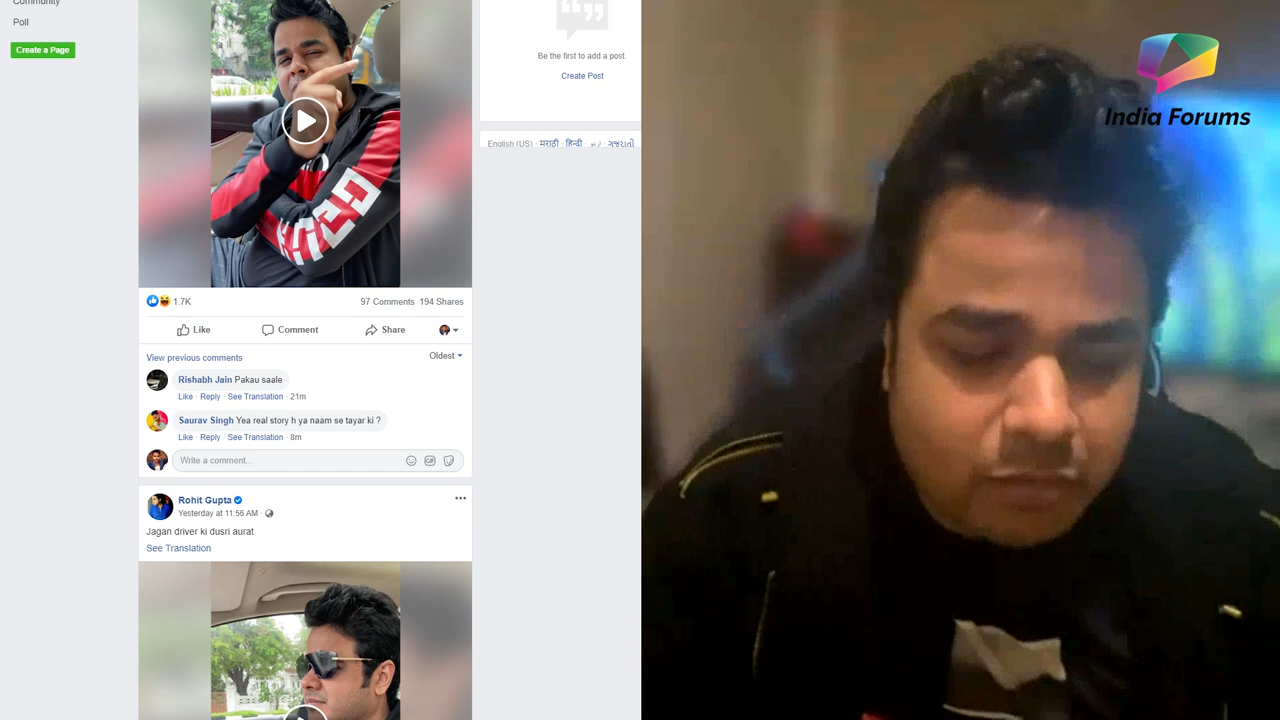 Community
Poll
Create a Page
1.7K
97 Comments 194 Shares
Like
Comment
Share
View previous comments
Oldest
Rishabh Jain Pakau saale
Like · Reply · See Translation · 21m
Saurav Singh Yea real story h ya naam se tayar ki ?
Like · Reply · See Translation · 8m
Write a comment...
GIF
Rohit Gupta
Yesterday at 11:56 AM ·
Jagan driver ki dusri aurat
See Translation
Be the first to add a post.
Create Post
English (US) · मराठी · हिन्दी · · ગુજરાતી
India Forums